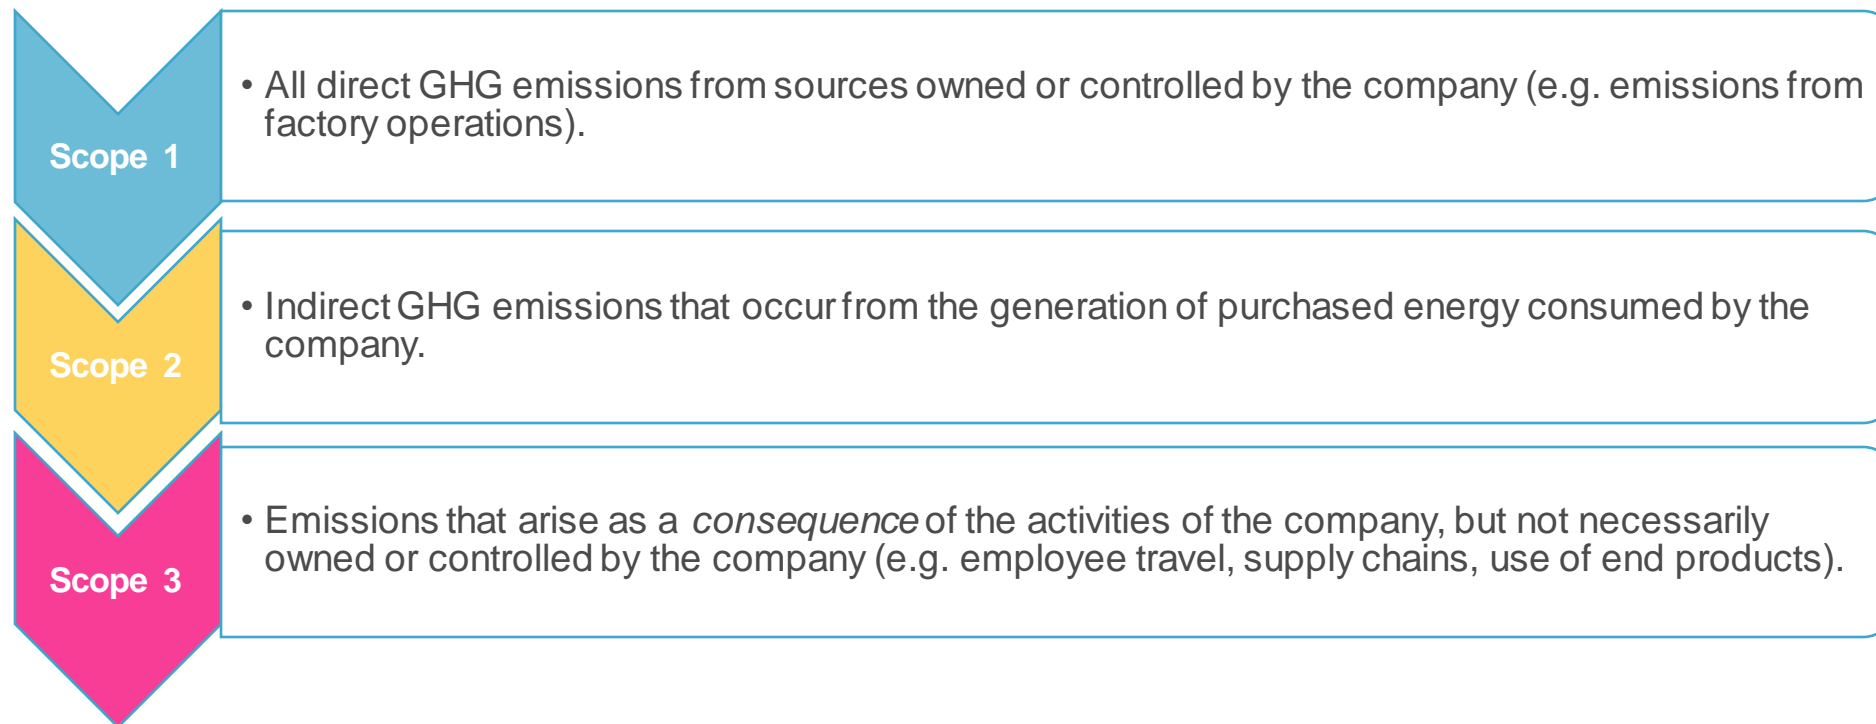 Scope 1
• All direct GHG emissions from sources owned or controlled by the company (e.g. emissions from
factory operations).
Scope 2
• Indirect GHG emissions that occur from the generation of purchased energy consumed by the
company.
Scope 3
• Emissions that arise as a consequence of the activities of the company, but not necessarily
owned or controlled by the company (e.g. employee travel, supply chains, use of end products).